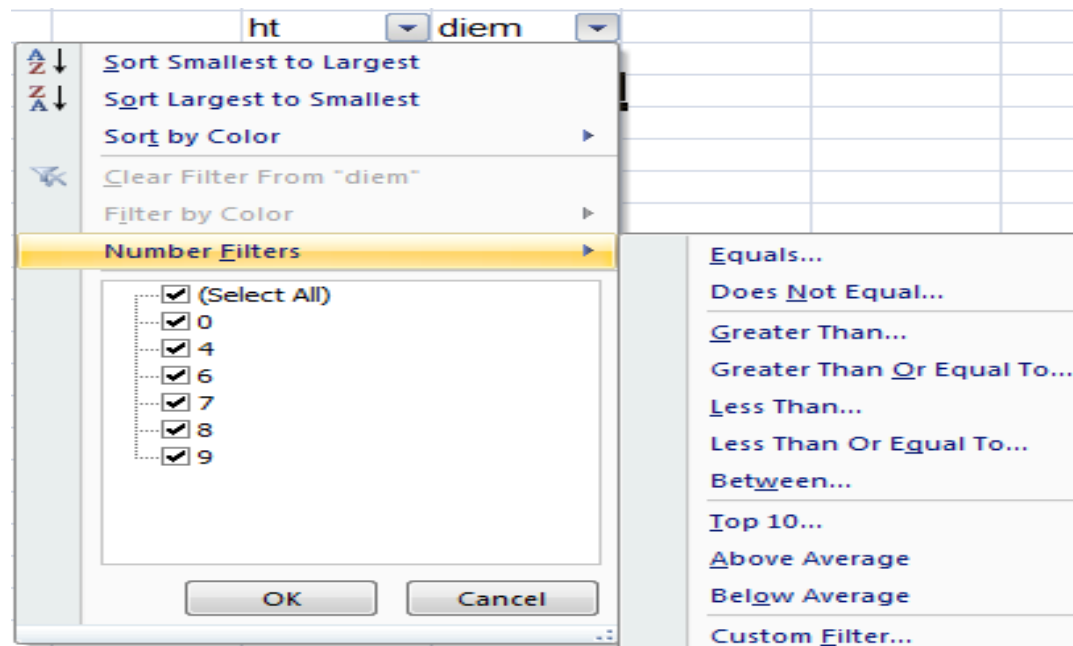 ht diem
Sort Smallest to Largest
Sort Largest to Smallest
Sort by Color
Clear Filter From "diem"
Filter by Color
Number Filters
(Select All)
0
4
6
7
8
9
OK Cancel
Equals...
Does Not Equal...
Greater Than...
Greater Than Or Equal To...
Less Than...
Less Than Or Equal To...
Between...
Top 10...
Above Average
Below Average
Custom Filter...